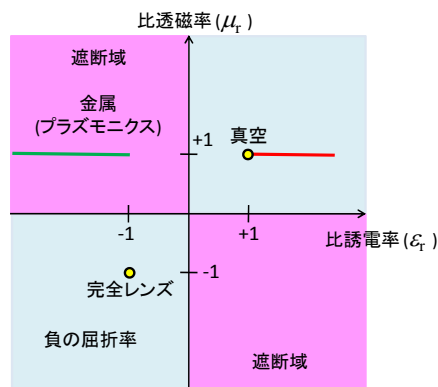 比透磁率(μr)
遮断域
金属
(プラズモニクス)
+1
真空
-1
+1
比誘電率(εr)
-1
完全レンズ
負の屈折率
遮断域